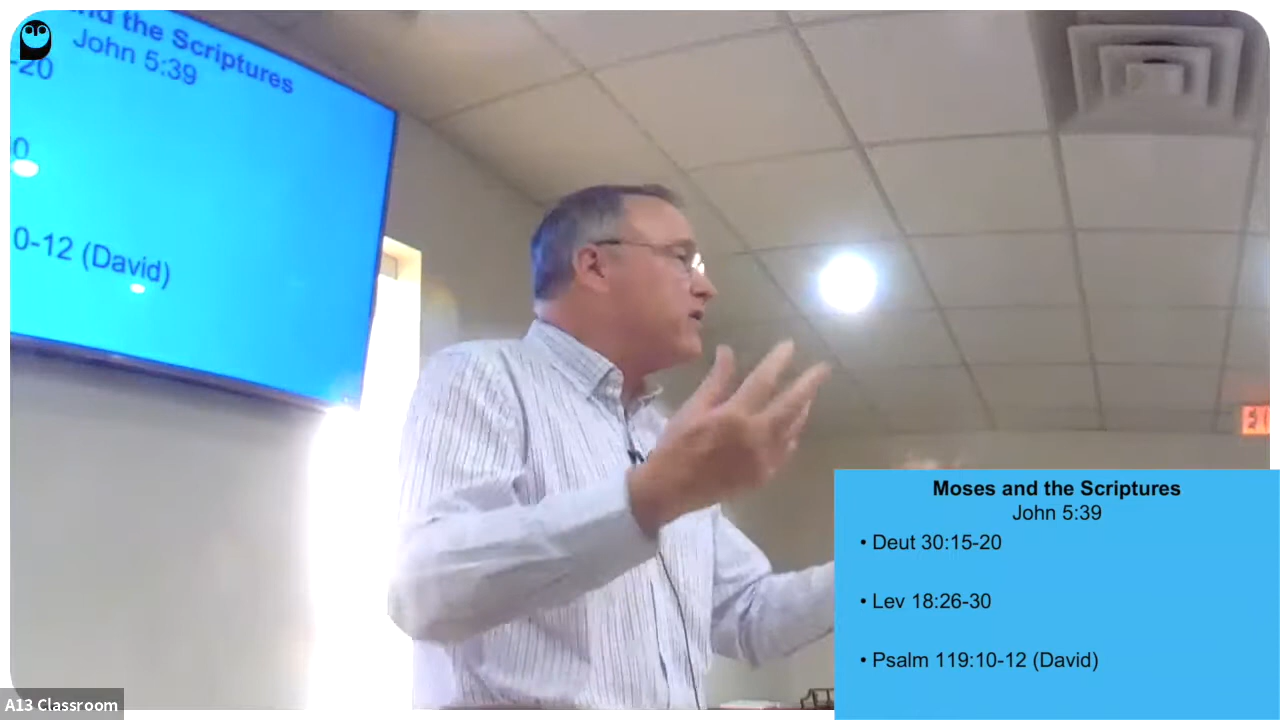 nd the Scriptures
John 5:39
-20
0
0-12 (David)
Moses and the Scriptures
John 5:39
• Deut 30:15-20
• Lev 18:26-30
• Psalm 119:10-12 (David)
A13 Classroom